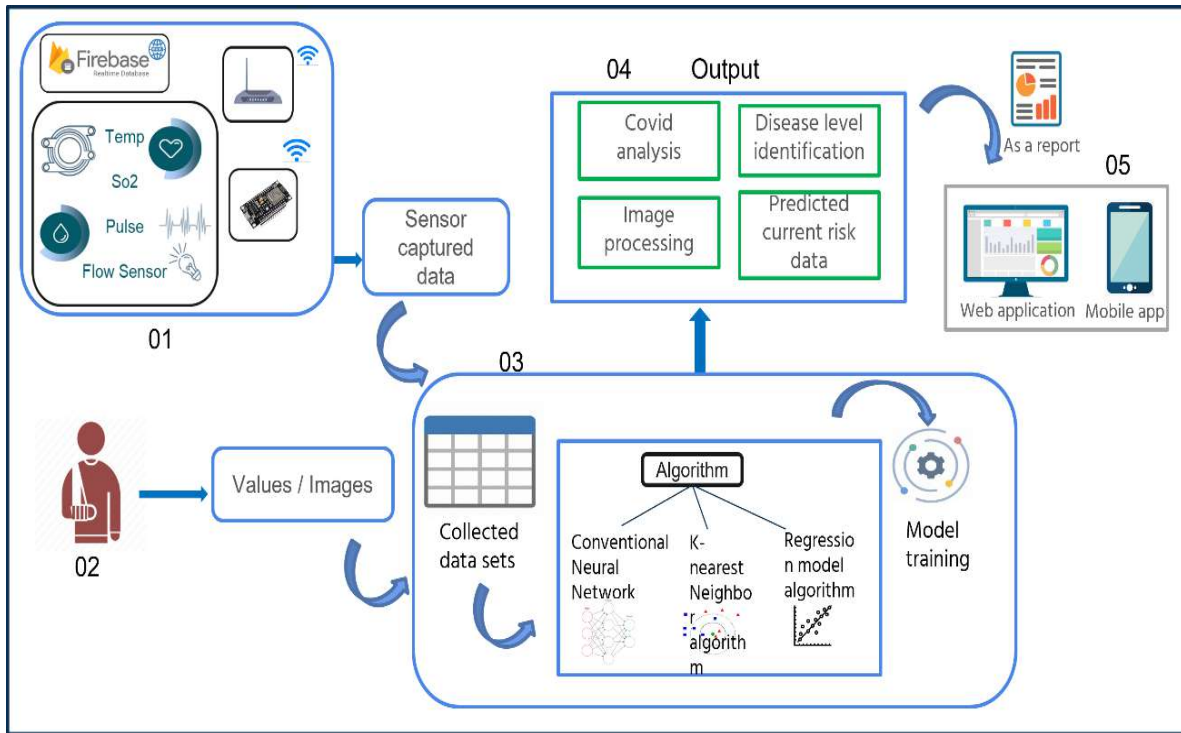 Firebase
Realtime Database
Temp
So2
Pulse
Flow Sensor
01
Sensor
captured
data
02
Values / Images
03
Collected
data sets
Algorithm
Conventional
Neural
Network
K-
nearest
Neighbo
r
algorith
m
Regressio
n model
algorithm
Model
training
04 Output
Covid
analysis
Disease level
identification
Image
processing
Predicted
current risk
data
As a report
05
Web application
Mobile app